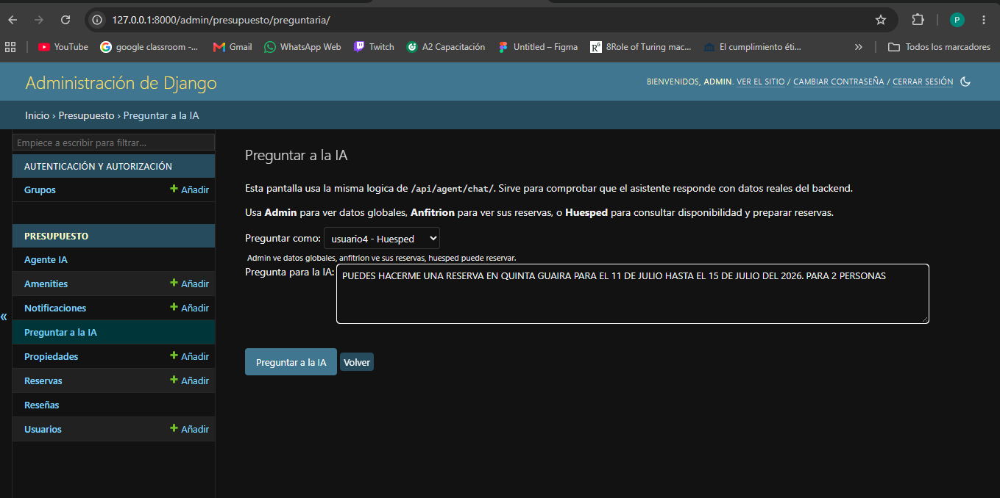 127.0.0.1:8000/admin/presupuesto/preguntaria/
P
YouTube
google classroom -...
Gmail
WhatsApp Web
Twitch
A2 Capacitación
Untitled – Figma
8Role of Turing mac...
El cumplimiento éti...
»
Todos los marcadores
Administración de Django
BIENVENIDOS, ADMIN. VER EL SITIO / CAMBIAR CONTRASEÑA / CERRAR SESIÓN
Inicio › Presupuesto › Preguntar a la IA
Empiece a escribir para filtrar...
AUTENTICACIÓN Y AUTORIZACIÓN
Grupos + Añadir
PRESUPUESTO
Agente IA
Amenities + Añadir
Notificaciones + Añadir
Preguntar a la IA
Propiedades + Añadir
Reservas + Añadir
Reseñas
Usuarios + Añadir
«
Preguntar a la IA
Esta pantalla usa la misma logica de /api/agent/chat/. Sirve para comprobar que el asistente responde con datos reales del backend.
Usa Admin para ver datos globales, Anfitrion para ver sus reservas, o Huesped para consultar disponibilidad y preparar reservas.
Preguntar como: usuario4 - Huesped
Admin ve datos globales, anfitrion ve sus reservas, huesped puede reservar.
Pregunta para la IA: PUEDES HACERME UNA RESERVA EN QUINTA GUAIRA PARA EL 11 DE JULIO HASTA EL 15 DE JULIO DEL 2026. PARA 2 PERSONAS
Preguntar a la IA Volver